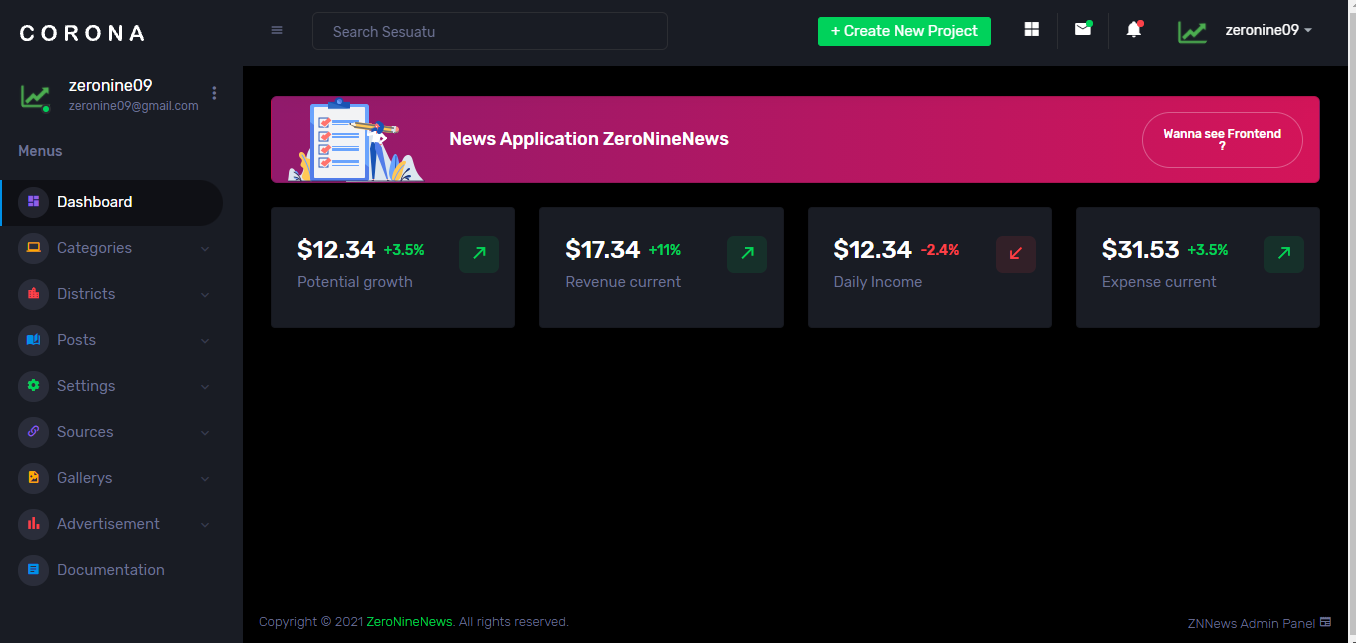 CORONA
Search Sesuatu
+ Create New Project
zeronine09
zeronine09
zeronine09@gmail.com
Menus
Dashboard
Categories
Districts
Posts
Settings
Sources
Gallerys
Advertisement
Documentation
News Application ZeroNineNews
Wanna see Frontend
?
$12.34 +3.5%
Potential growth
$17.34 +11%
Revenue current
$12.34 -2.4%
Daily Income
$31.53 +3.5%
Expense current
Copyright © 2021 ZeroNineNews. All rights reserved.
ZNNews Admin Panel